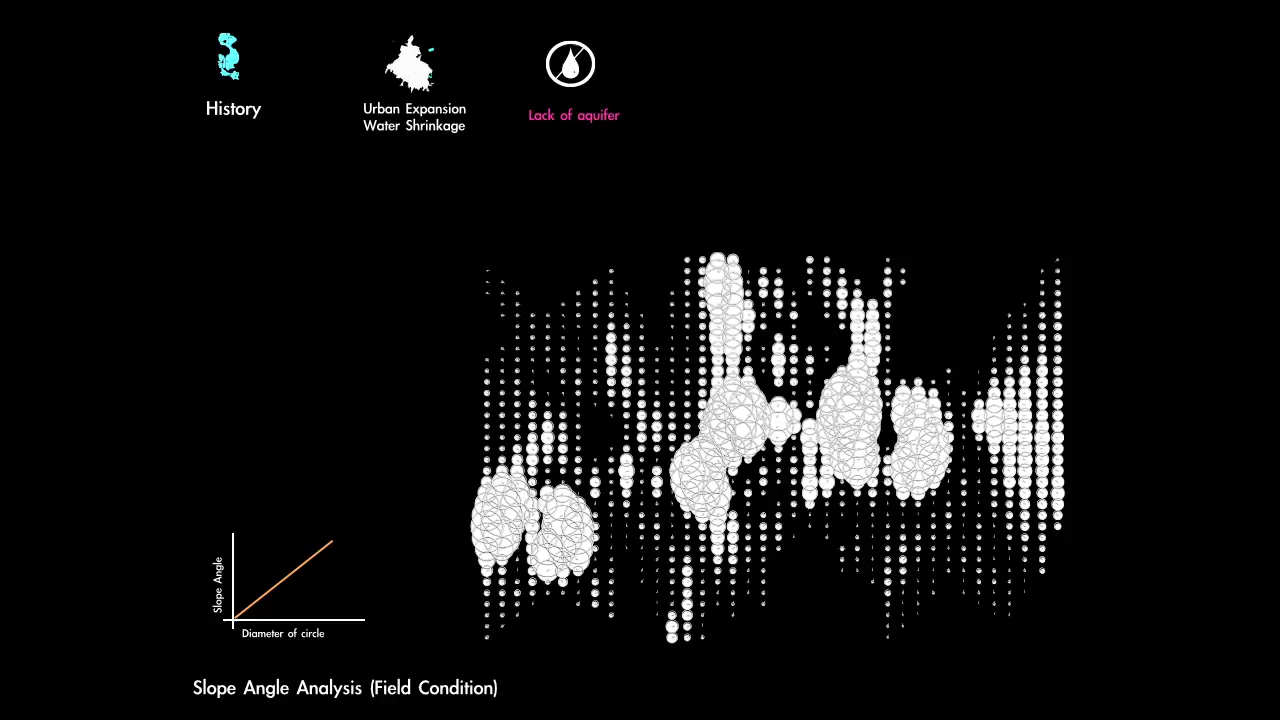 History
Urban Expansion
Water Shrinkage
Lack of aquifer
Slope Angle
Diameter of circle
Slope Angle Analysis (Field Condition)